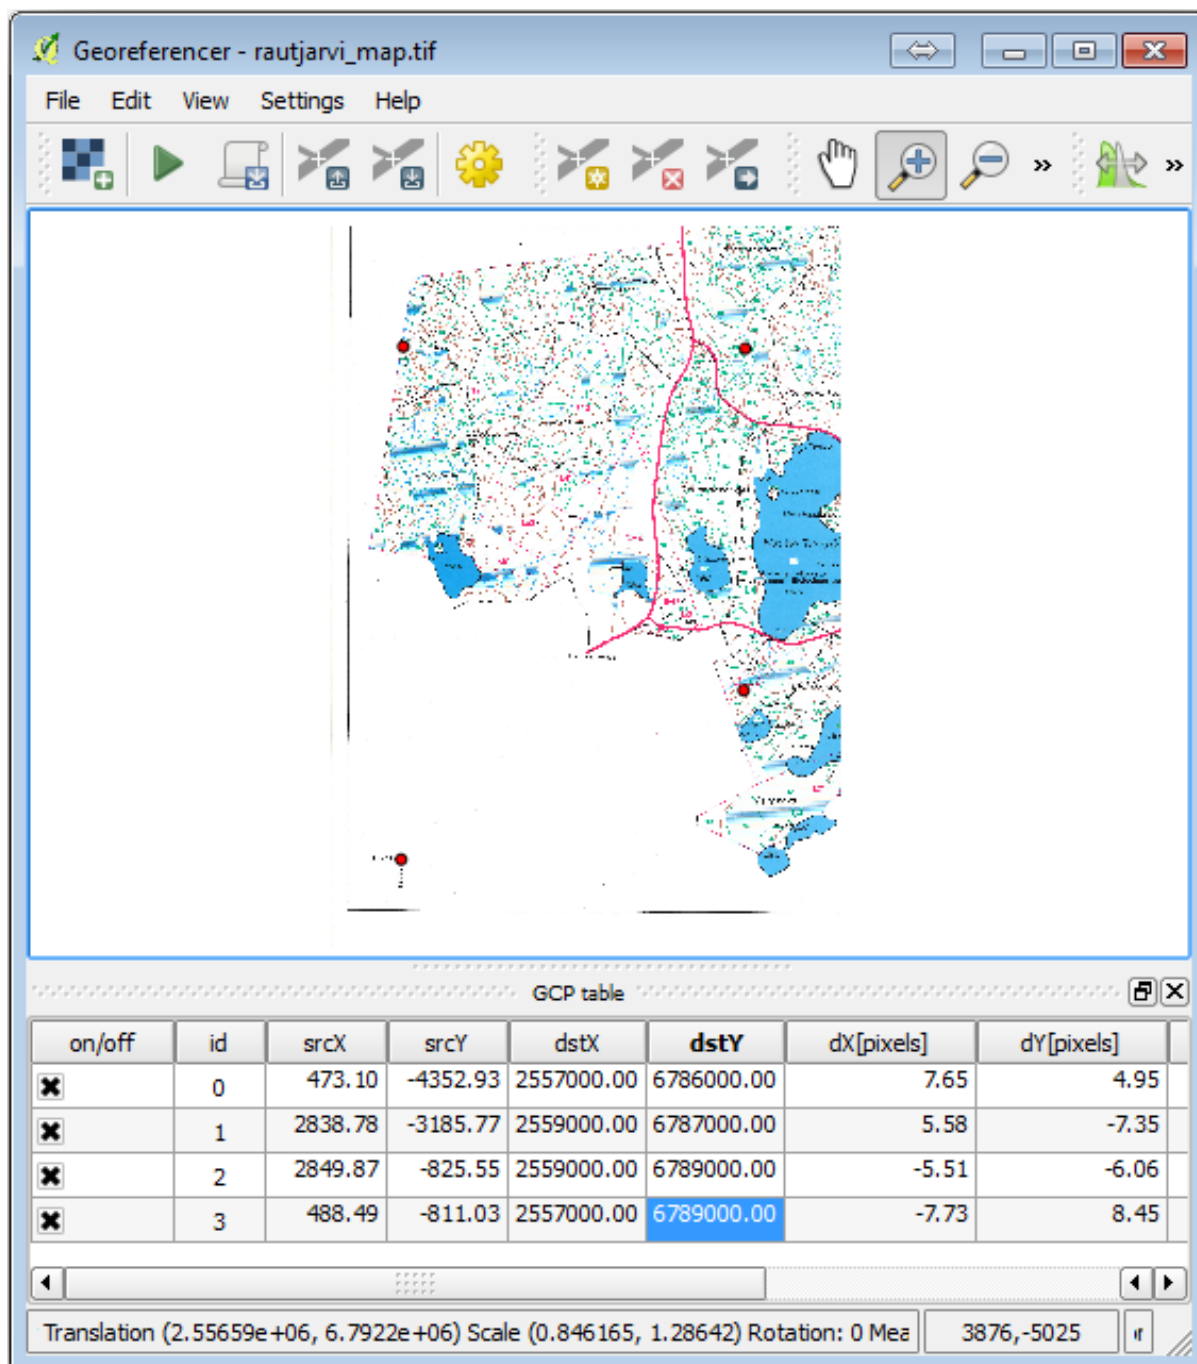 Georeferencer - rautjarvi_map.tif
File Edit View Settings Help
» »
GCP table
on/off id srcX srcY dstX dstY dX[pixels] dY[pixels]
0 473.10 -4352.93 2557000.00 6786000.00 7.65 4.95
1 2838.78 -3185.77 2559000.00 6787000.00 5.58 -7.35
2 2849.87 -825.55 2559000.00 6789000.00 -5.51 -6.06
3 488.49 -811.03 2557000.00 6789000.00 -7.73 8.45
Translation (2.55659e+06, 6.7922e+06) Scale (0.846165, 1.28642) Rotation: 0 Mea 3876,-5025